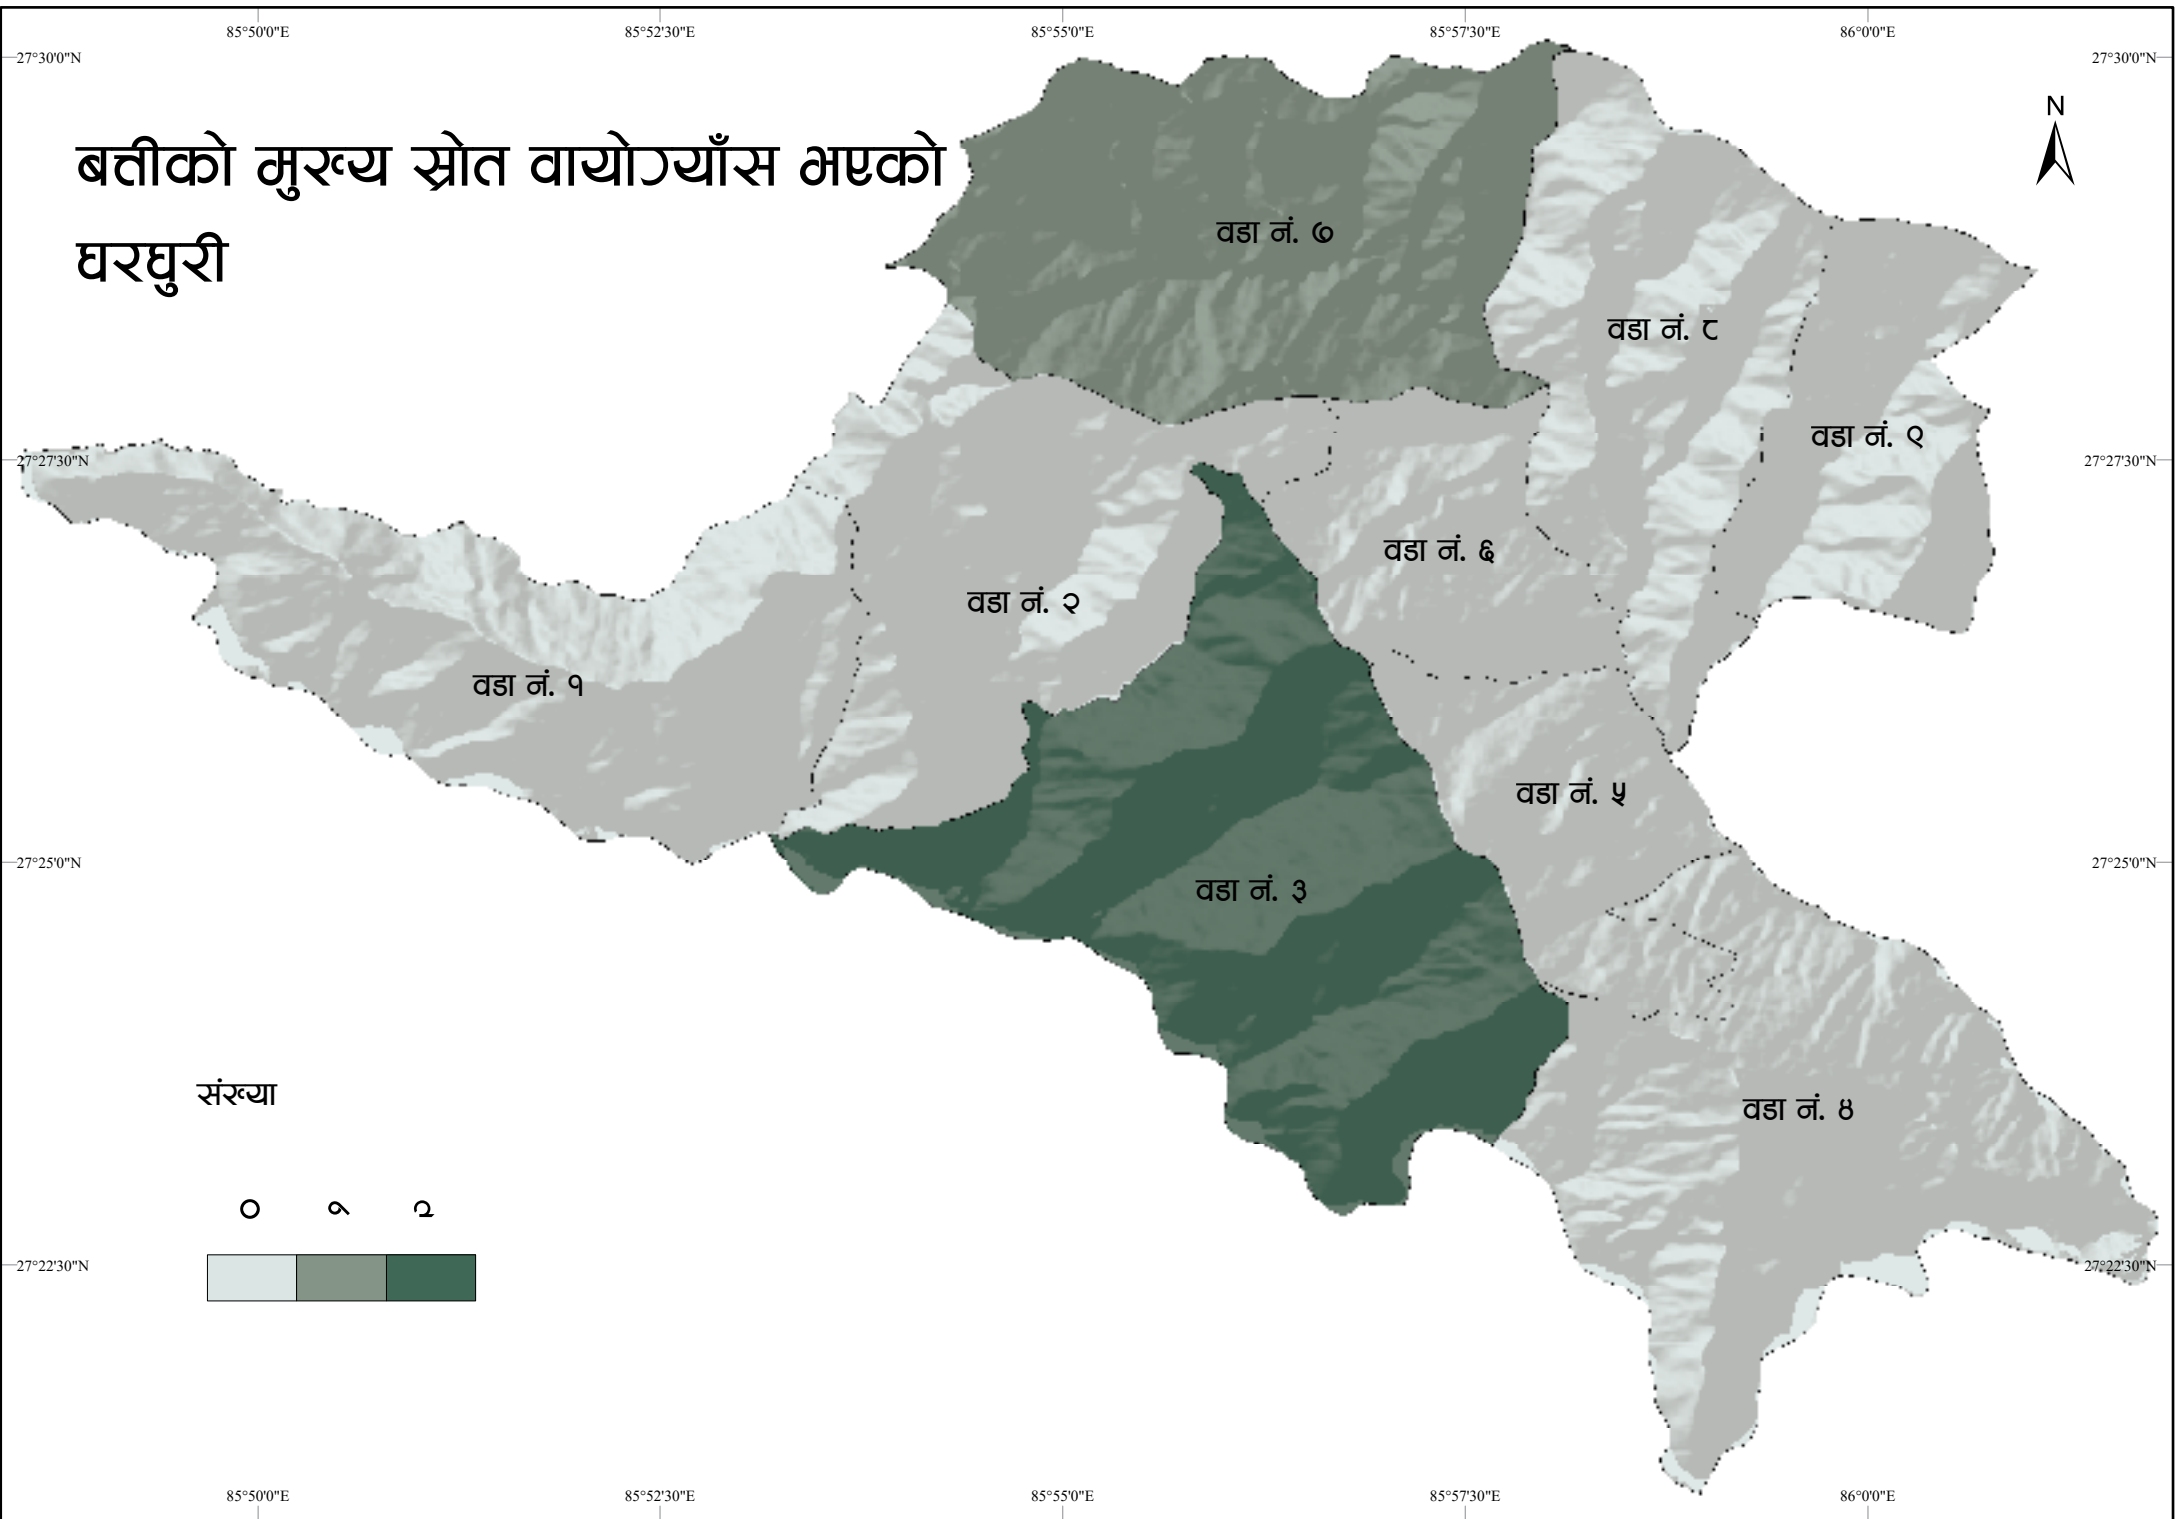 85°50'0"E 85°52'30"E 85°55'0"E 85°57'30"E 86°0'0"E
27°30'0"N 27°30'0"N
N
बत्तीको मुख्य स्रोत वायोग्याँस भएको
घरघुरी
वडा नं. ७
वडा नं. ८
वडा नं. ९
27°27'30"N 27°27'30"N
वडा नं. ६
वडा नं. २
वडा नं. १
वडा नं. ५
27°25'0"N 27°25'0"N
वडा नं. ३
संख्या
वडा नं. ४
० १ २
27°22'30"N 27°22'30"N
85°50'0"E 85°52'30"E 85°55'0"E 85°57'30"E 86°0'0"E